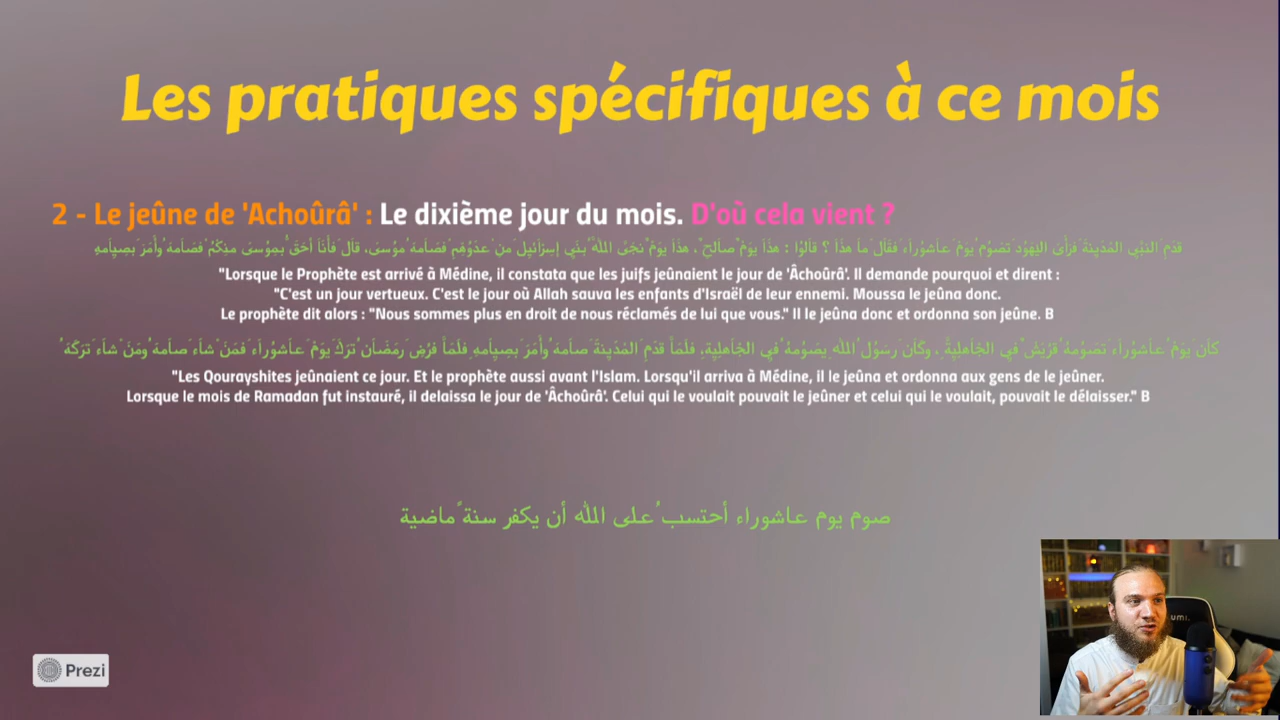 Les pratiques spécifiques à ce mois
2 - Le jeûne de 'Achoûrâ' : Le dixième jour du mois. D'où cela vient ?
قدم النبي المدينة فرأى اليهود تصوم يوم عاشوراء، فقال ما هذا ؟ قالوا : هذا يوم صالح، هذا يوم نجى الله بني إسرائيل من عدوهم فصامه موسى، قال فأنا أحق بموسى منكم فصامه وأمر بصيامه
"Lorsque le Prophète est arrivé à Médine, il constata que les juifs jeûnaient le jour de 'Âchoûrâ'. Il demande pourquoi et dirent :
"C'est un jour vertueux. C'est le jour où Allah sauva les enfants d'Israël de leur ennemi. Moussa le jeûna donc.
Le prophète dit alors : "Nous sommes plus en droit de nous réclamés de lui que vous." Il le jeûna donc et ordonna son jeûne. B
كان يوم عاشوراء تصومه قريش في الجاهلية، وكان رسول الله يصومه في الجاهلية، فلما قدم المدينة صامه وأمر بصيامه فلما فرض رمضان ترك يوم عاشوراء فمن شاء صامه ومن شاء تركه
"Les Qourayshites jeûnaient ce jour. Et le prophète aussi avant l'Islam. Lorsqu'il arriva à Médine, il le jeûna et ordonna aux gens de le jeûner.
Lorsque le mois de Ramadan fut instauré, il delaissa le jour de 'Âchoûrâ'. Celui qui le voulait pouvait le jeûner et celui qui le voulait, pouvait le délaisser." B
صوم يوم عاشوراء أحتسبُ على الله أن يكفر سنةً ماضية
Prezi
umi.